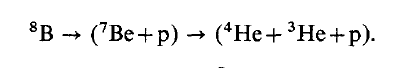 ⁸B → (⁷Be+p) → (⁴He+³He+p).